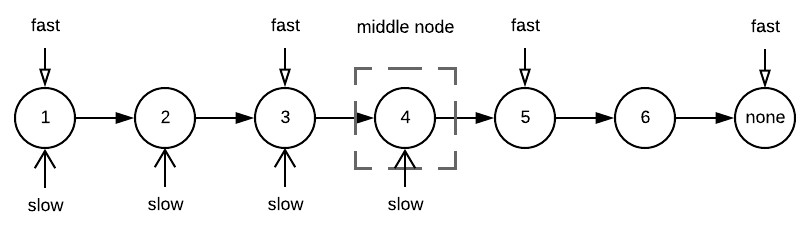 fast
fast
middle node
fast
fast
1
2
3
4
5
6
none
slow
slow
slow
slow